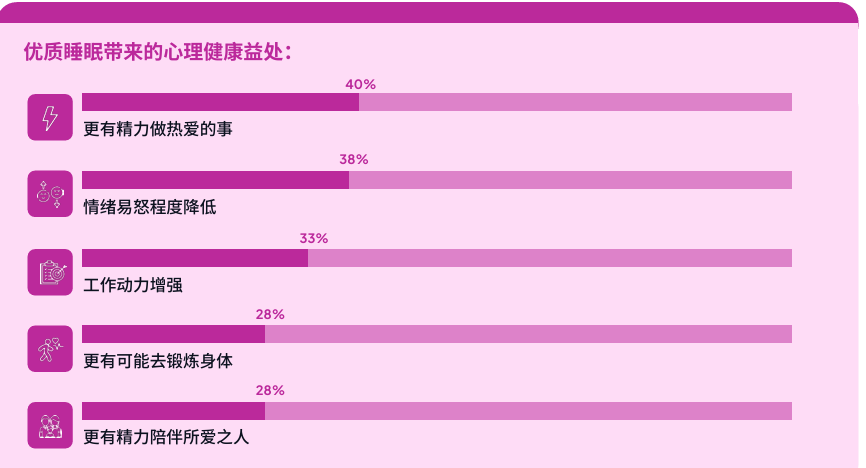 优质睡眠带来的心理健康益处：
40%
更有精力做热爱的事
38%
情绪易怒程度降低
33%
工作动力增强
28%
更有可能去锻炼身体
28%
更有精力陪伴所爱之人